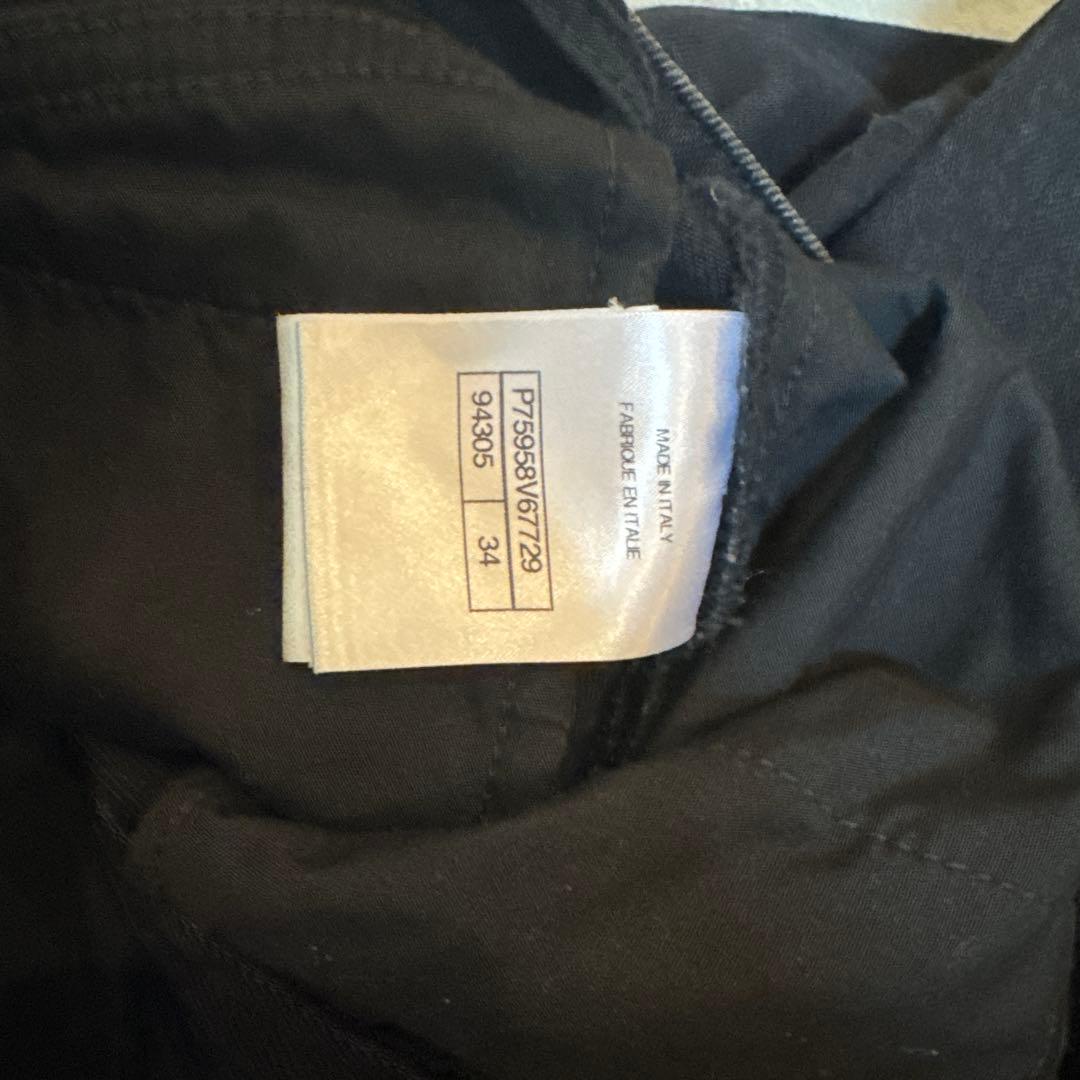 MADE IN ITALY
FABRIQUE EN ITALIE
P75958V67729
94305 34